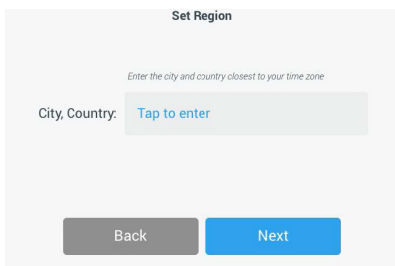 Set Region
Enter the city and country closest to your time zone
City, Country: Tap to enter
Back Next